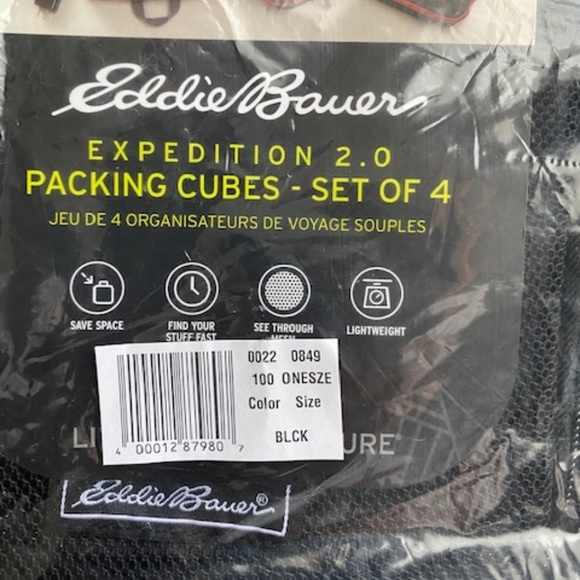 Eddie Bauer
EXPEDITION 2.0
PACKING CUBES - SET OF 4
JEU DE 4 ORGANISATEURS DE VOYAGE SOUPLES
SAVE SPACE
FIND YOUR
STUFF FAST
SEE THROUGH
MESH
LIGHTWEIGHT
0022 0849
100 ONESZE
Color Size
BLCK
4 00012 87980 7
Eddie Bauer®